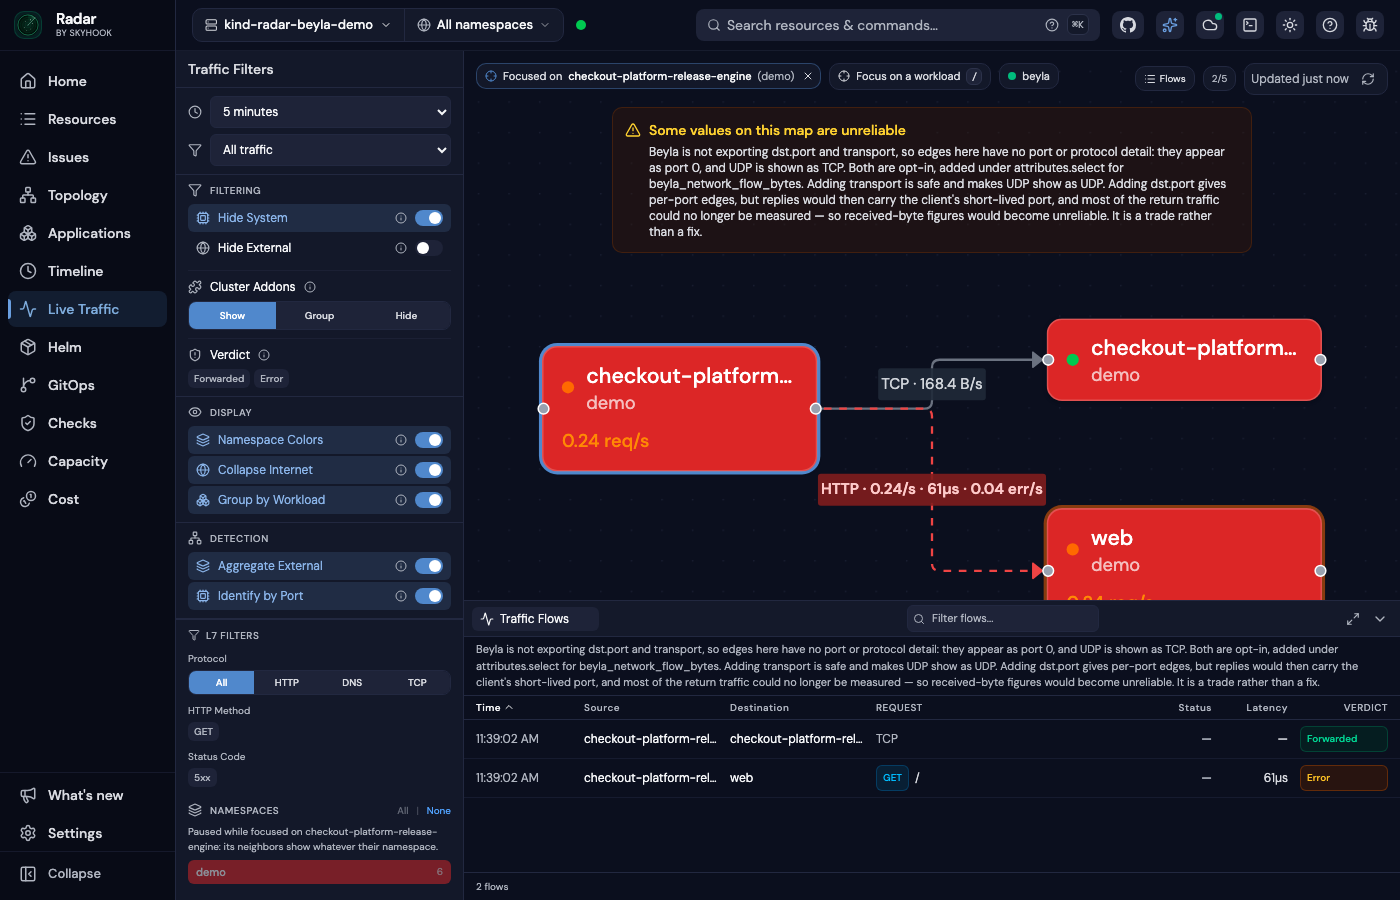 Radar
BY SKYHOOK
kind-radar-beyla-demo
All namespaces
Search resources & commands...
⌘K
Home
Resources
Issues
Topology
Applications
Timeline
Live Traffic
Helm
GitOps
Checks
Capacity
Cost
What's new
Settings
Collapse
Traffic Filters
5 minutes
All traffic
FILTERING
Hide System
Hide External
Cluster Addons
Show
Group
Hide
Verdict
Forwarded
Error
DISPLAY
Namespace Colors
Collapse Internet
Group by Workload
DETECTION
Aggregate External
Identify by Port
L7 FILTERS
Protocol
All
HTTP
DNS
TCP
HTTP Method
GET
Status Code
5xx
NAMESPACES
All | None
Paused while focused on checkout-platform-release-
engine: its neighbors show whatever their namespace.
demo
6
Focused on checkout-platform-release-engine (demo)
Focus on a workload /
beyla
Flows
2/5
Updated just now
Some values on this map are unreliable
Beyla is not exporting dst.port and transport, so edges here have no port or protocol detail: they appear
as port 0, and UDP is shown as TCP. Both are opt-in, added under attributes.select for
beyla_network_flow_bytes. Adding transport is safe and makes UDP show as UDP. Adding dst.port gives
per-port edges, but replies would then carry the client's short-lived port, and most of the return traffic
could no longer be measured — so received-byte figures would become unreliable. It is a trade rather
than a fix.
checkout-platform...
demo
0.24 req/s
TCP · 168.4 B/s
HTTP · 0.24/s · 61µs · 0.04 err/s
checkout-platform...
demo
web
demo
0.24 req/s
Traffic Flows
Filter flows...
Beyla is not exporting dst.port and transport, so edges here have no port or protocol detail: they appear as port 0, and UDP is shown as TCP. Both are opt-in, added under
attributes.select for beyla_network_flow_bytes. Adding transport is safe and makes UDP show as UDP. Adding dst.port gives per-port edges, but replies would then carry the
client's short-lived port, and most of the return traffic could no longer be measured — so received-byte figures would become unreliable. It is a trade rather than a fix.
Time
Source
Destination
REQUEST
Status
Latency
VERDICT
11:39:02 AM
checkout-platform-rel...
checkout-platform-rel...
TCP
—
—
Forwarded
11:39:02 AM
checkout-platform-rel...
web
GET /
—
61µs
Error
2 flows